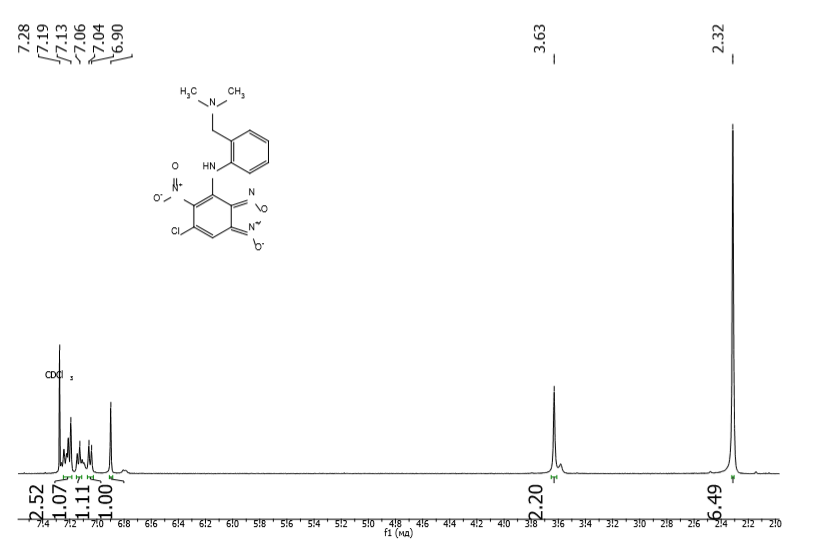 7.28 7.19 7.13 7.06 7.04 6.90
3.63
2.32
H3C N CH3
O HN
N+ N
O- O
Cl N
O-
CDCl 3
2.52 1.07 1.11 1.00 2.20 6.49
7.4 7.2 7.0 6.8 6.6 6.4 6.2 6.0 5.8 5.6 5.4 5.2 5.0 4.8 4.6 4.4 4.2 4.0 3.8 3.6 3.4 3.2 3.0 2.8 2.6 2.4 2.2 2.0
f1 (мд)